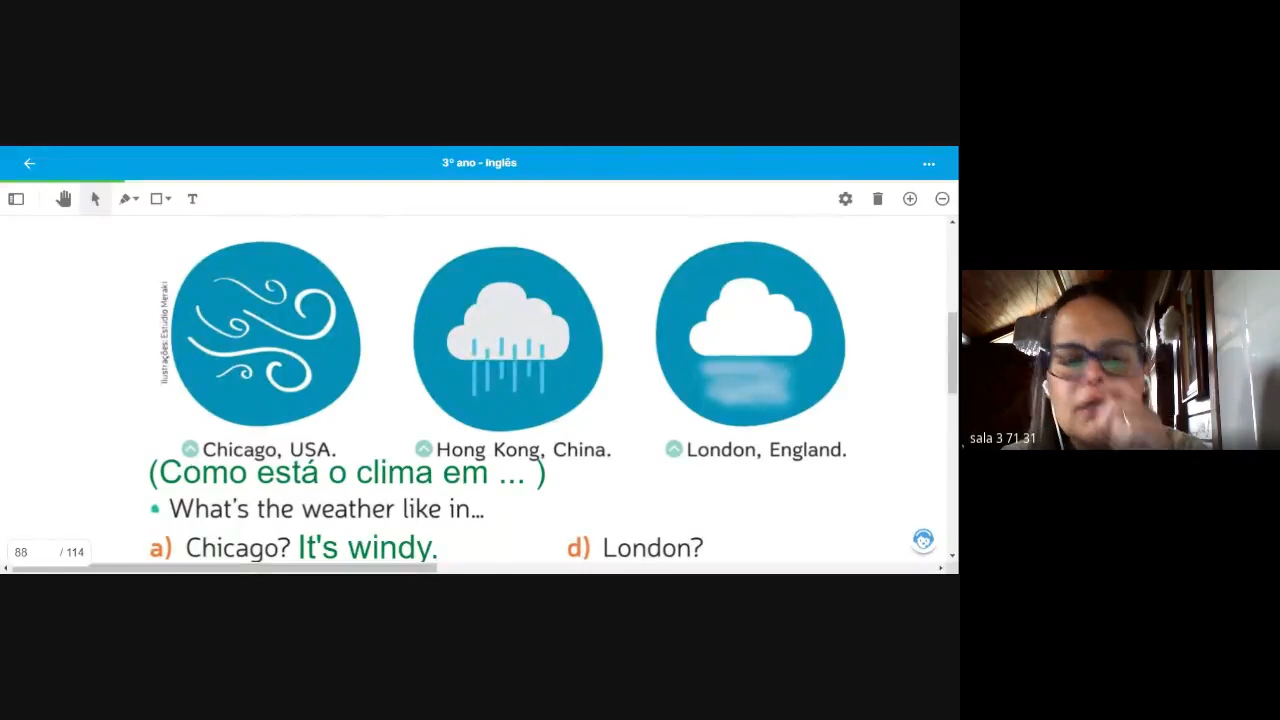 3º ano - Inglês
T
Ilustrações: Estudio Meraki
Chicago, USA.
Hong Kong, China.
London, England.
(Como está o clima em ... )
What's the weather like in...
a) Chicago? It's windy.
d) London?
88 / 114
sala 3 71 31